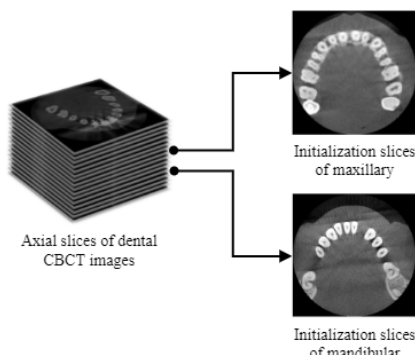 Initialization slices
of maxillary
Axial slices of dental
CBCT images
Initialization slices
of mandibular